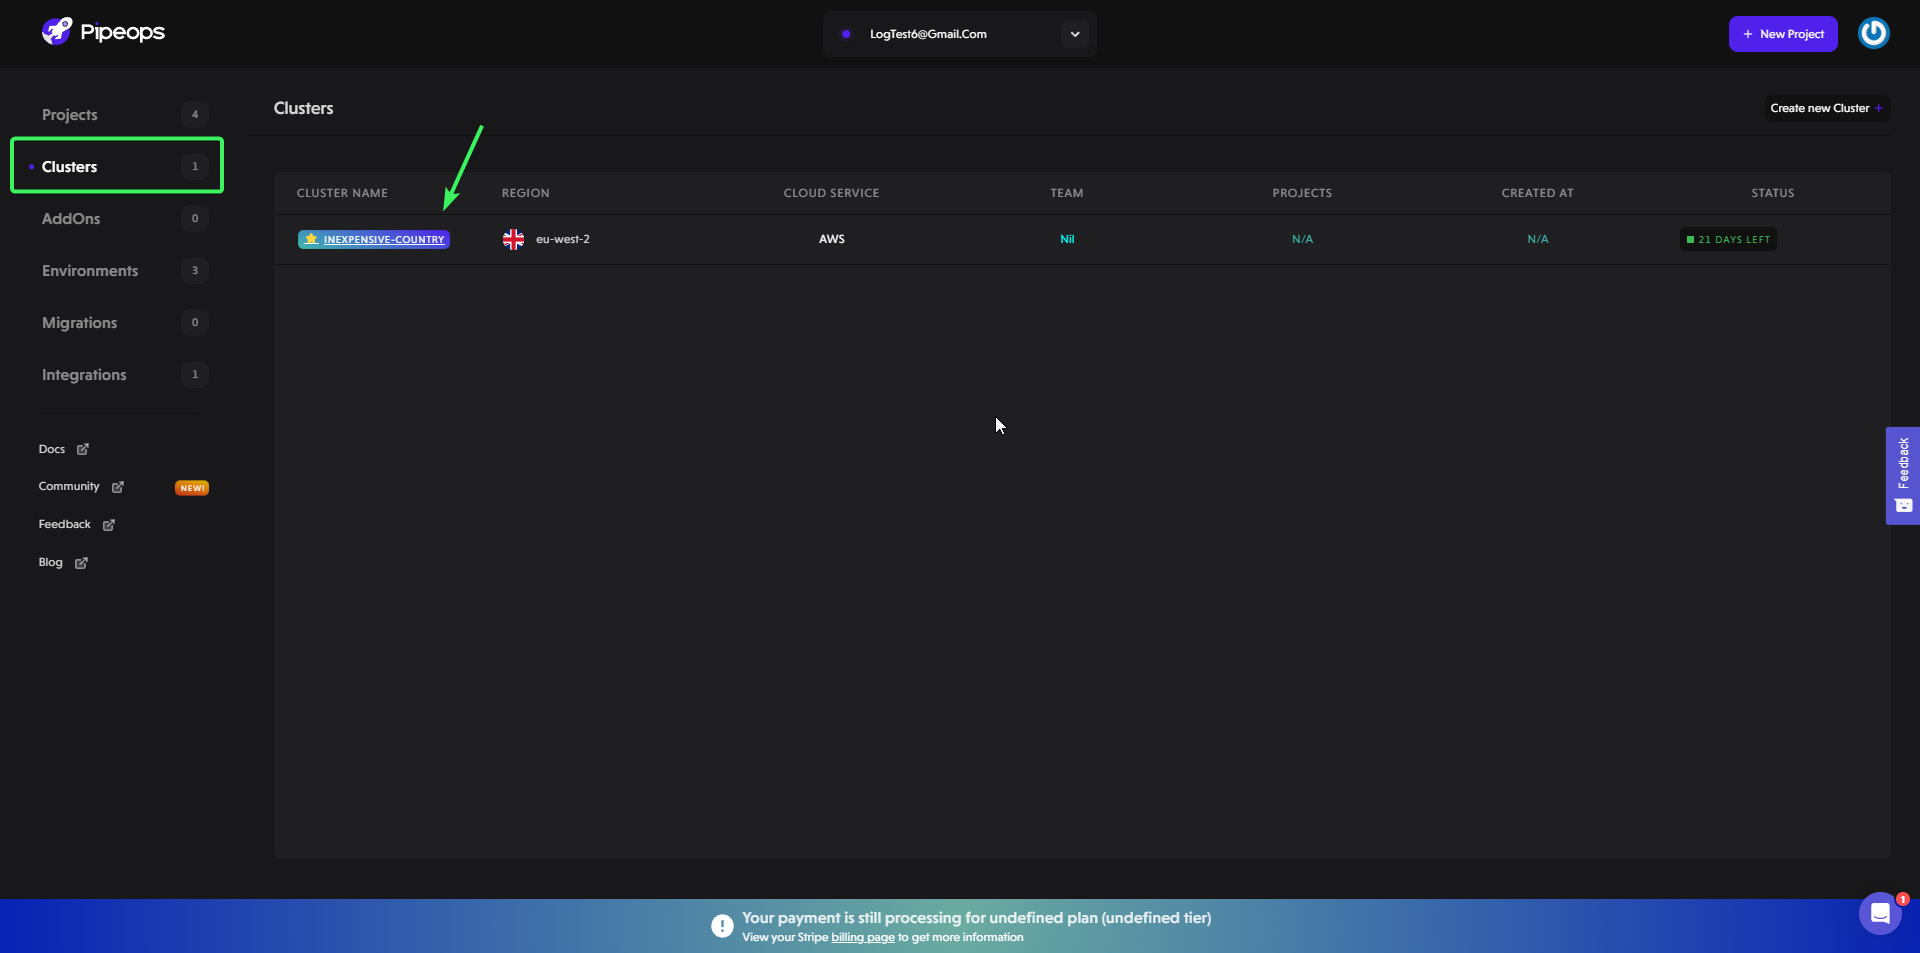 Pipeops
LogTest6@Gmail.Com
+ New Project
Projects 4
Clusters 1
AddOns 0
Environments 3
Migrations 0
Integrations 1
Docs
Community NEW!
Feedback
Blog
Clusters
Create new Cluster +
CLUSTER NAME REGION CLOUD SERVICE TEAM PROJECTS CREATED AT STATUS
INEXPENSIVE-COUNTRY eu-west-2 AWS Nil N/A N/A 21 DAYS LEFT
Feedback
Your payment is still processing for undefined plan (undefined tier)
View your Stripe billing page to get more information
1